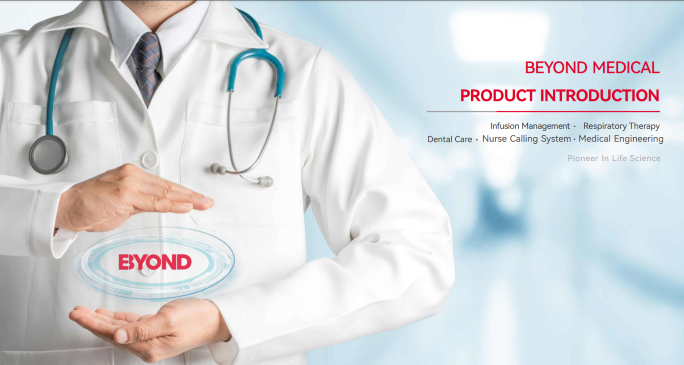 BEYOND MEDICAL
PRODUCT INTRODUCTION
Infusion Management · Respiratory Therapy
Dental Care · Nurse Calling System · Medical Engineering
Pioneer In Life Science
BEYOND